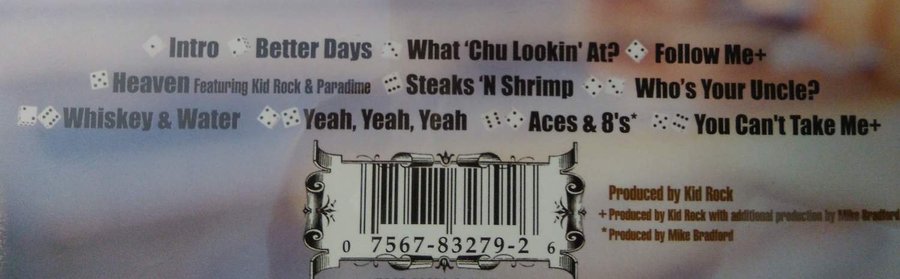 Intro Better Days What 'Chu Lookin' At? Follow Me+
Heaven Featuring Kid Rock & Paradime Steaks 'N Shrimp Who's Your Uncle?
Whiskey & Water Yeah, Yeah, Yeah Aces & 8's* You Can't Take Me+
Produced by Kid Rock
+ Produced by Kid Rock with additional production by Mike Bradford
* Produced by Mike Bradford
0 7567-83279-2 6